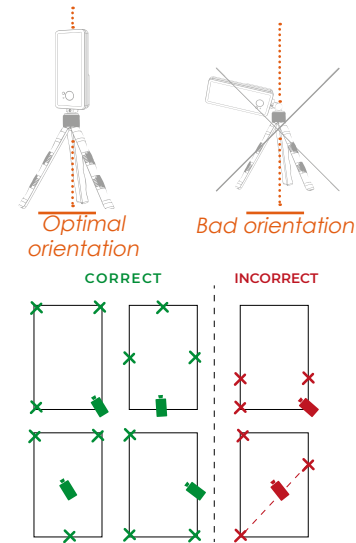 Optimal
orientation
Bad orientation
CORRECT
INCORRECT